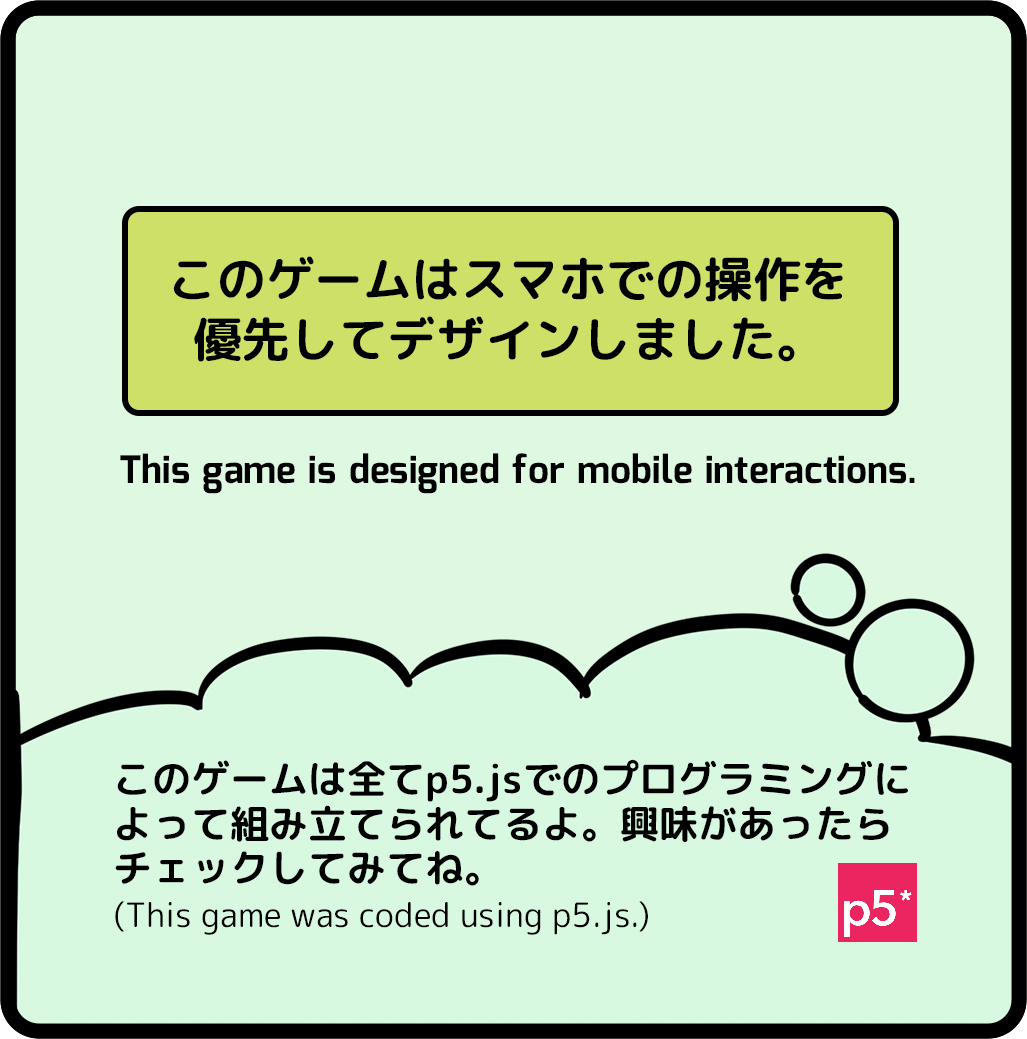 このゲームはスマホでの操作を
優先してデザインしました。
This game is designed for mobile interactions.
このゲームは全てp5.jsでのプログラミングに
よって組み立てられてるよ。興味があったら
チェックしてみてね。
(This game was coded using p5.js.)
p5*